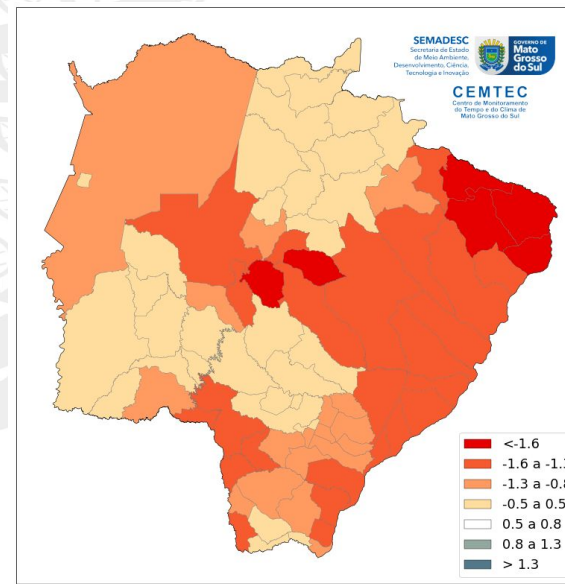 SEMADESC
Secretaria de Estado
de Meio Ambiente,
Desenvolvimento, Ciência,
Tecnologia e Inovação
GOVERNO DE
Mato
Grosso
do Sul
CEMTEC
Centro de Monitoramento
do Tempo e do Clima de
Mato Grosso do Sul
<-1.6
-1.6 a -1.3
-1.3 a -0.8
-0.5 a 0.5
0.5 a 0.8
0.8 a 1.3
> 1.3